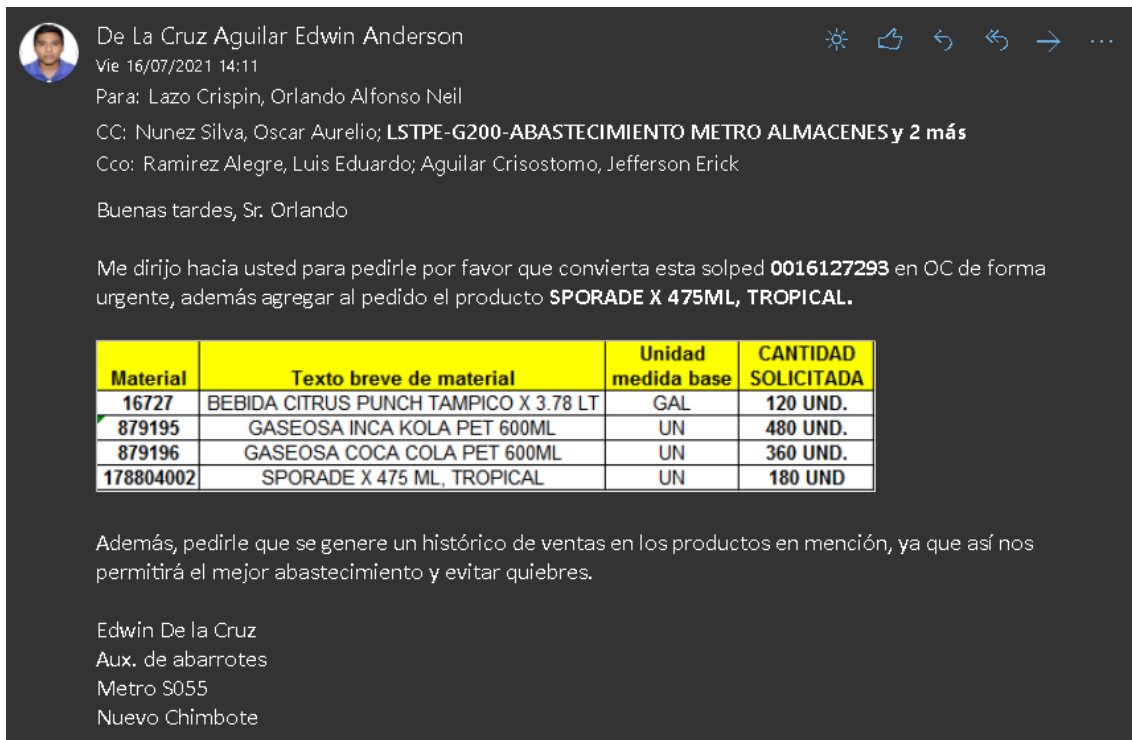 De La Cruz Aguilar Edwin Anderson
Vie 16/07/2021 14:11
Para: Lazo Crispin, Orlando Alfonso Neil
CC: Nunez Silva, Oscar Aurelio; LSTPE-G200-ABASTECIMIENTO METRO ALMACENES y 2 más
Cco: Ramirez Alegre, Luis Eduardo; Aguilar Crisostomo, Jefferson Erick
Buenas tardes, Sr. Orlando
Me dirijo hacia usted para pedirle por favor que convierta esta solped 0016127293 en OC de forma
urgente, además agregar al pedido el producto SPORADE X 475ML, TROPICAL.
Material Texto breve de material Unidad medida base CANTIDAD SOLICITADA
16727 BEBIDA CITRUS PUNCH TAMPICO X 3.78 LT GAL 120 UND.
879195 GASEOSA INCA KOLA PET 600ML UN 480 UND.
879196 GASEOSA COCA COLA PET 600ML UN 360 UND.
178804002 SPORADE X 475 ML, TROPICAL UN 180 UND
Además, pedirle que se genere un histórico de ventas en los productos en mención, ya que así nos
permitirá el mejor abastecimiento y evitar quiebres.
Edwin De la Cruz
Aux. de abarrotes
Metro S055
Nuevo Chimbote